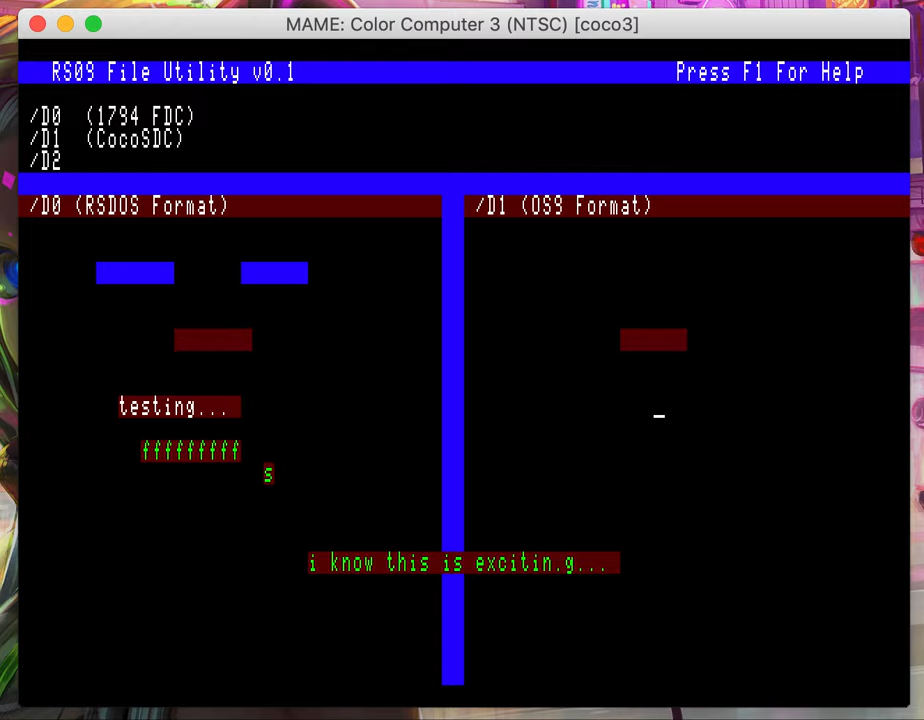 MAME: Color Computer 3 (NTSC) [coco3]
RS09 File Utility v0.1 Press F1 For Help
/D0 (1794 FDC)
/D1 (CocoSDC)
/D2
/D0 (RSDOS Format) /D1 (OS9 Format)
testing...
fffffffff
s
i know this is excitin.g...